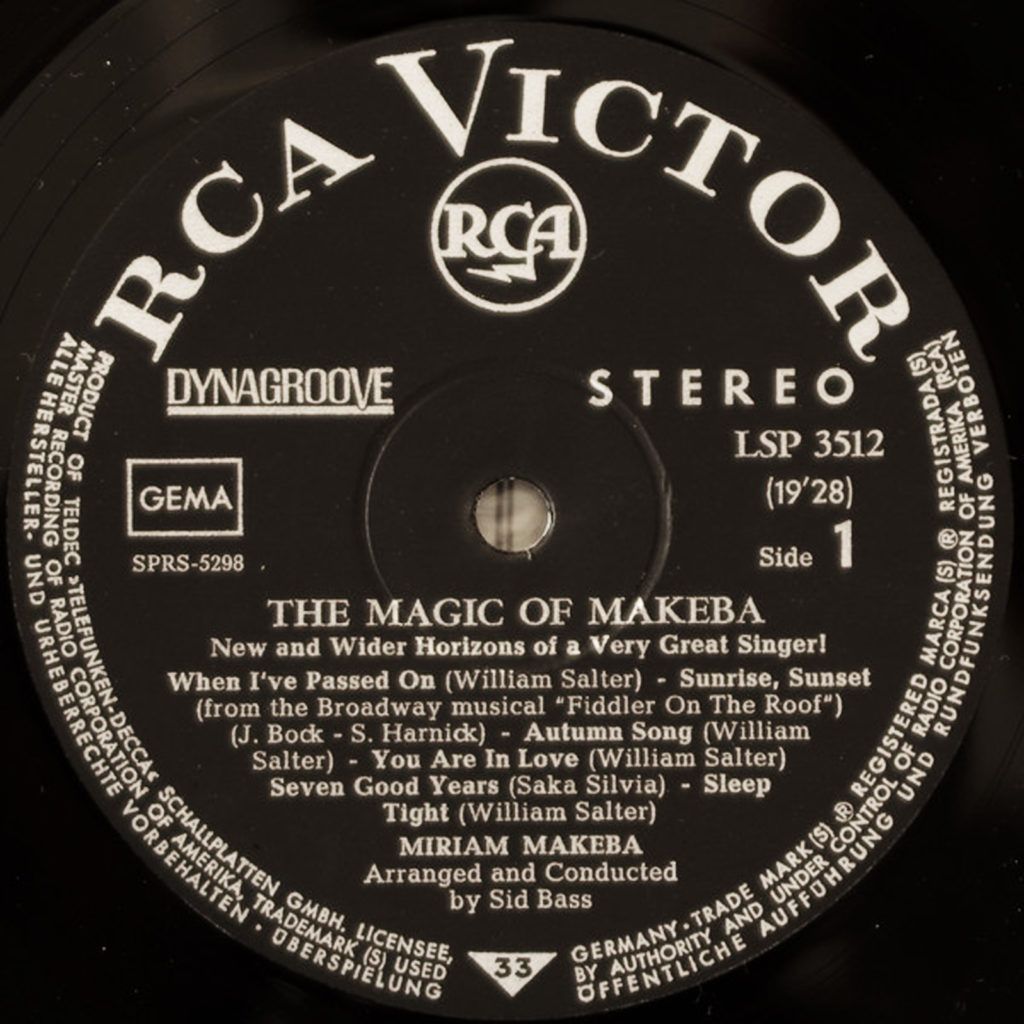 RCA VICTOR
RCA
DYNAGROOVE
STEREO
LSP 3512
GEMA
(19'28)
SPRS-5298
Side 1
THE MAGIC OF MAKEBA
New and Wider Horizons of a Very Great Singer!
When I've Passed On (William Salter) - Sunrise, Sunset
(from the Broadway musical "Fiddler On The Roof")
(J. Bock - S. Harnick) - Autumn Song (William
Salter) - You Are In Love (William Salter)
Seven Good Years (Saka Silvia) - Sleep
Tight (William Salter)
MIRIAM MAKEBA
Arranged and Conducted
by Sid Bass
33
PRODUCT OF TELDEC »TELEFUNKEN-DECCA« SCHALLPLATTEN GMBH. LICENSEE,
MASTER RECORDING OF RADIO CORPORATION OF AMERIKA, TRADEMARK (S) USED
ALLE HERSTELLER- UND URHEBERRECHTE VORBEHALTEN · ÜBERSPIELUNG
GERMANY · TRADE MARK (S) ® REGISTERED MARCA (S) ® REGISTRADA (S),
BY AUTHORITY AND UNDER CONTROL OF RADIO CORPORATION OF AMERIKA (RCA)
ÖFFENTLICHE AUFFÜHRUNG UND RUNDFUNKSENDUNG VERBOTEN